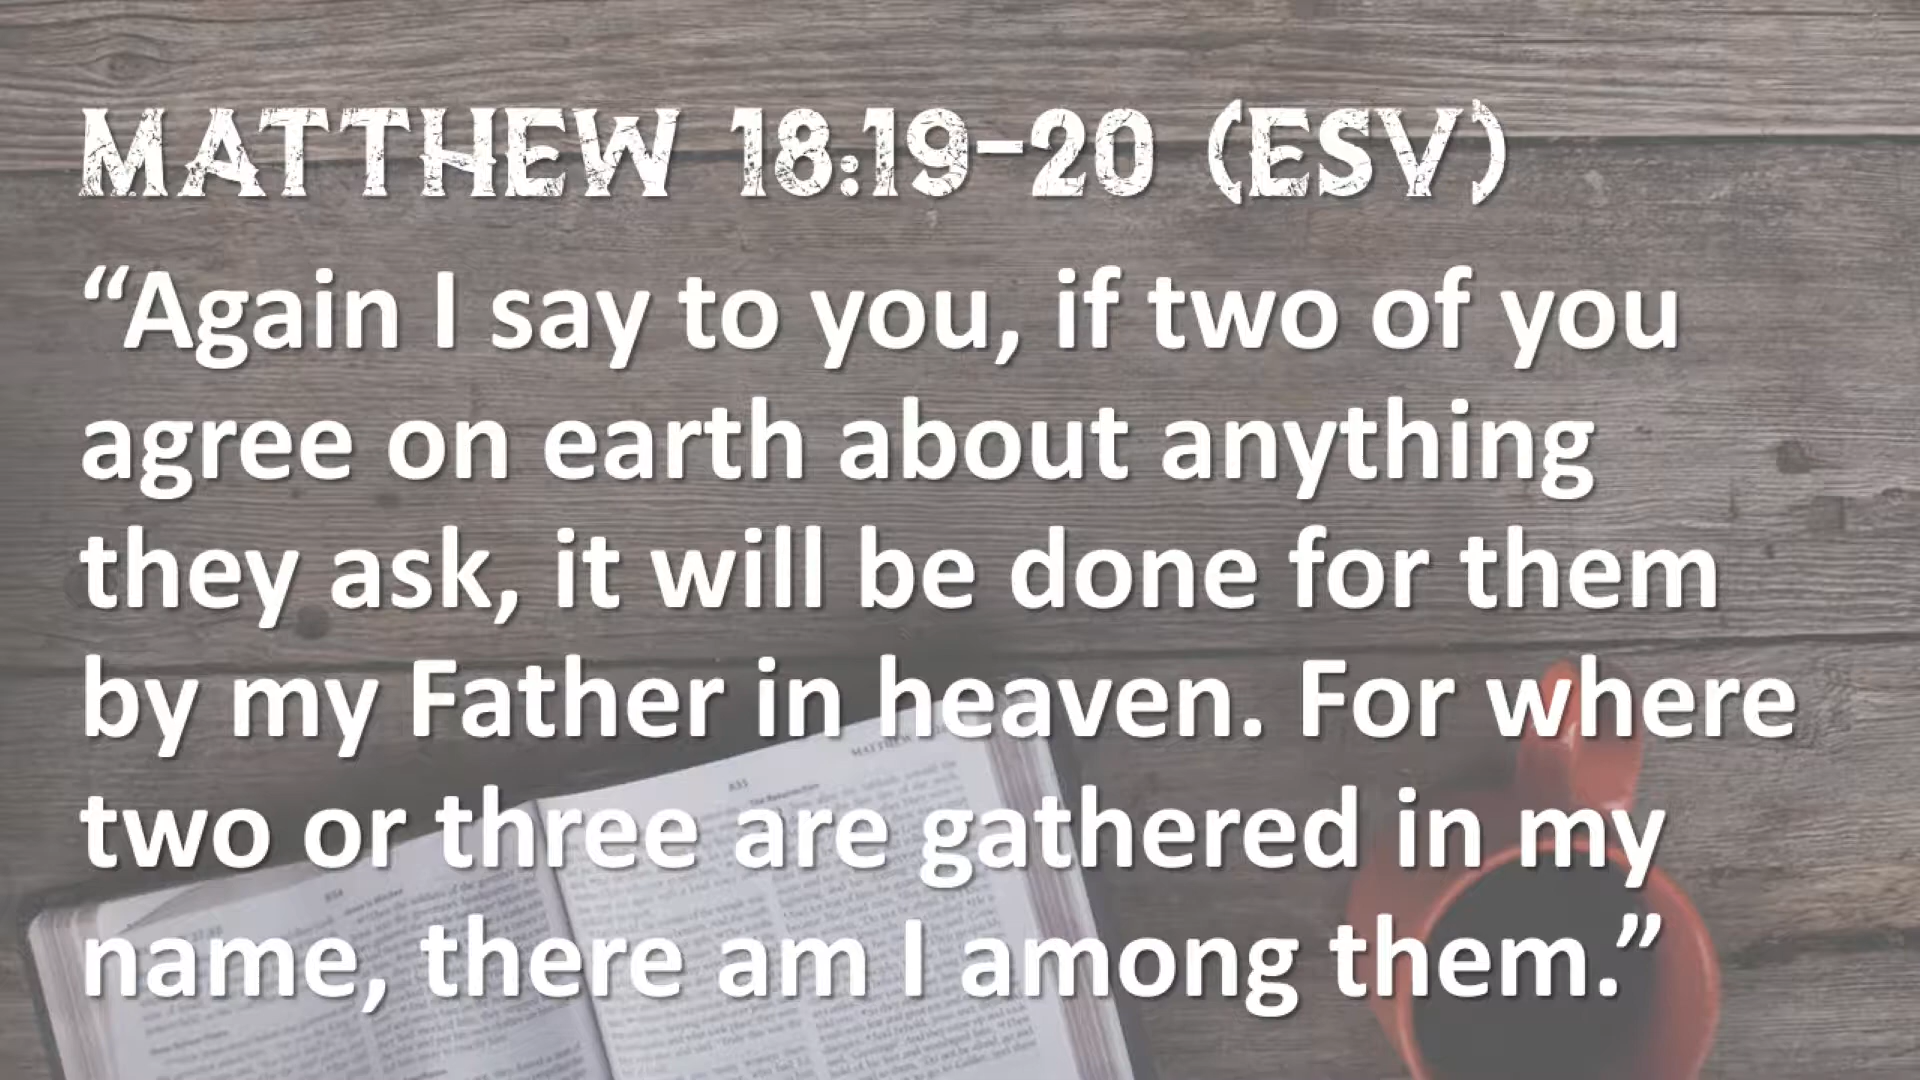 MATTHEW 18:19-20 (ESV)
“Again I say to you, if two of you
agree on earth about anything
they ask, it will be done for them
by my Father in heaven. For where
two or three are gathered in my
name, there am I among them.”